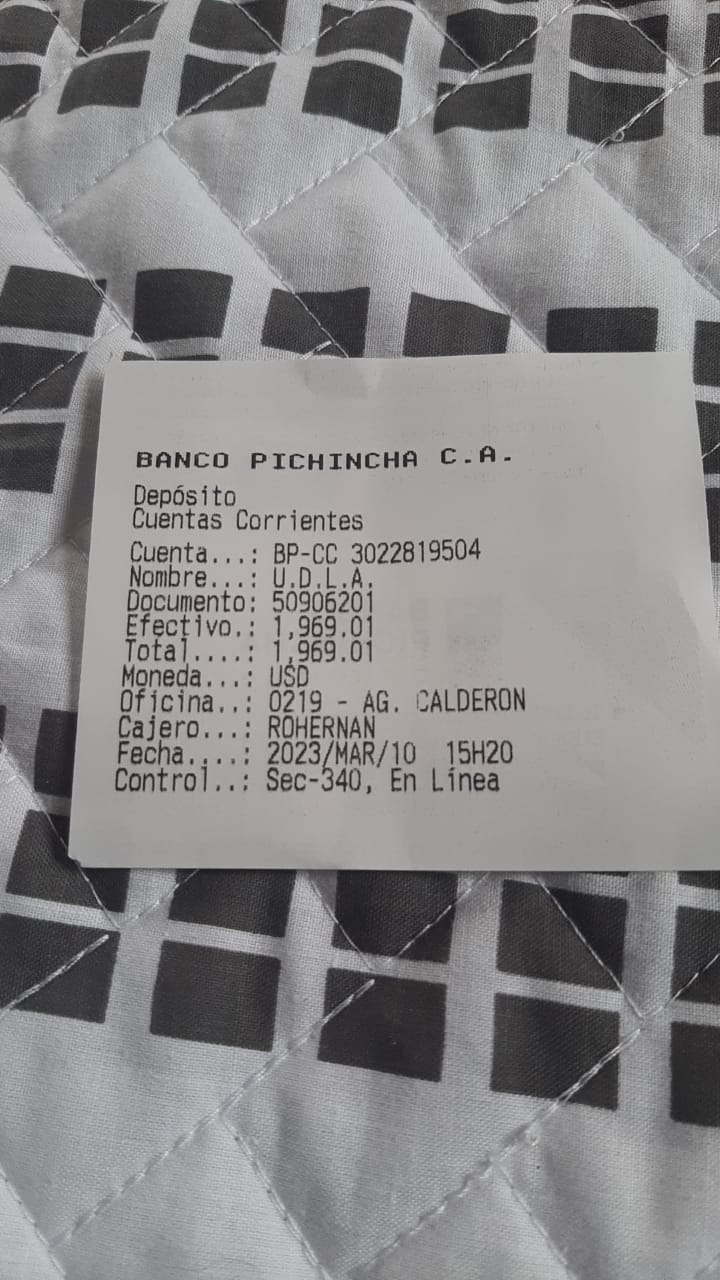 BANCO PICHINCHA C.A.
Depósito
Cuentas Corrientes
Cuenta...: BP-CC 3022819504
Nombre...: U.D.L.A.
Documento: 50906201
Efectivo.: 1,969.01
Total....: 1,969.01
Moneda...: USD
Oficina..: 0219 - AG. CALDERON
Cajero...: ROHERNAN
Fecha....: 2023/MAR/10 15H20
Control..: Sec-340, En Línea